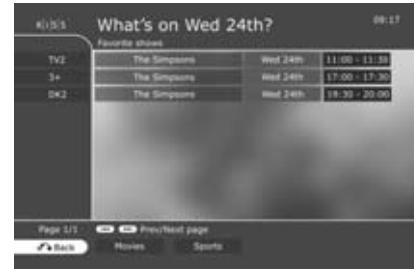 KISS What's on Wed 24th? 09:17
Favorite shows
TV2 The Simpsons Wed 24th 11:00 - 11:30
3+ The Simpsons Wed 24th 17:00 - 17:30
DK2 The Simpsons Wed 24th 19:30 - 20:00
Page 1/1 Prev/Next page
Back Movies Sports